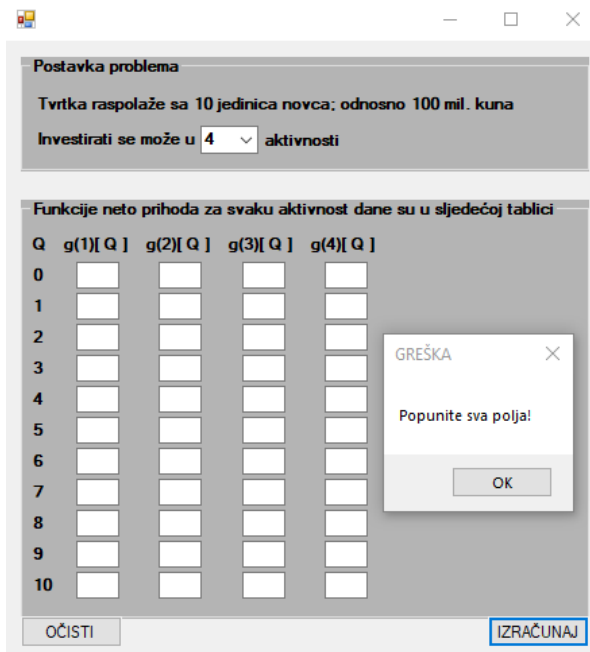 Postavka problema
Tvrtka raspolaže sa 10 jedinica novca; odnosno 100 mil. kuna
Investirati se može u 4 aktivnosti
Funkcije neto prihoda za svaku aktivnost dane su u sljedećoj tablici
Q g(1)[ Q ] g(2)[ Q ] g(3)[ Q ] g(4)[ Q ]
0
1
2
3
4
5
6
7
8
9
10
GREŠKA
Popunite sva polja!
OK
OČISTI
IZRAČUNAJ